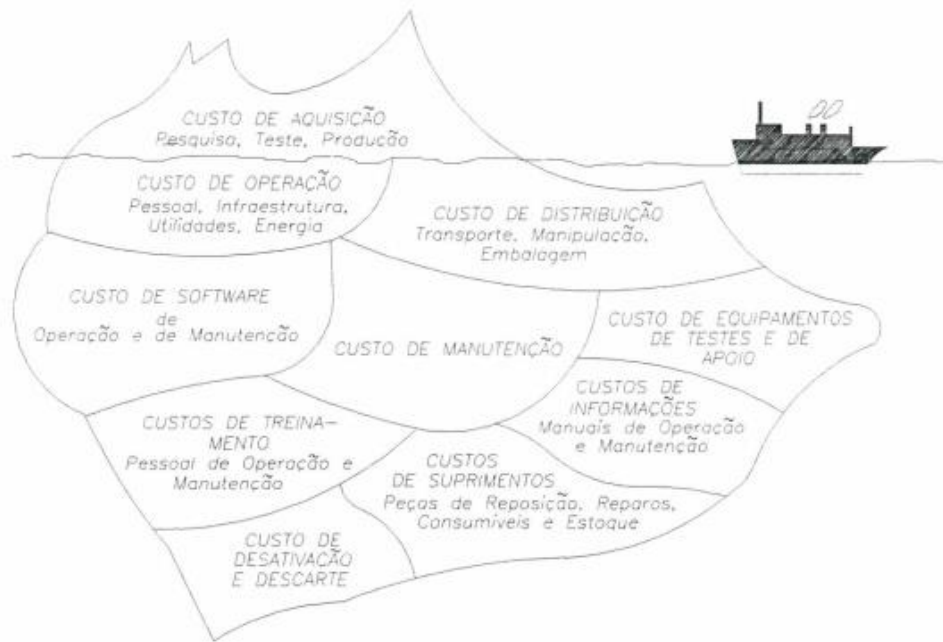 CUSTO DE AQUISIÇÃO
Pesquisa, Teste, Produção
CUSTO DE OPERAÇÃO
Pessoal, Infraestrutura,
Utilidades, Energia
CUSTO DE DISTRIBUIÇÃO
Transporte, Manipulação,
Embalagem
CUSTO DE SOFTWARE
de
Operação e de Manutenção
CUSTO DE MANUTENÇÃO
CUSTO DE EQUIPAMENTOS
DE TESTES E DE
APOIO
CUSTOS DE TREINA-
MENTO
Pessoal de Operação e
Manutenção
CUSTOS DE
INFORMAÇÕES
Manuais de Operação
e Manutenção
CUSTOS
DE SUPRIMENTOS
Peças de Reposição, Reparos,
Consumíveis e Estoque
CUSTO DE
DESATIVAÇÃO
E DESCARTE